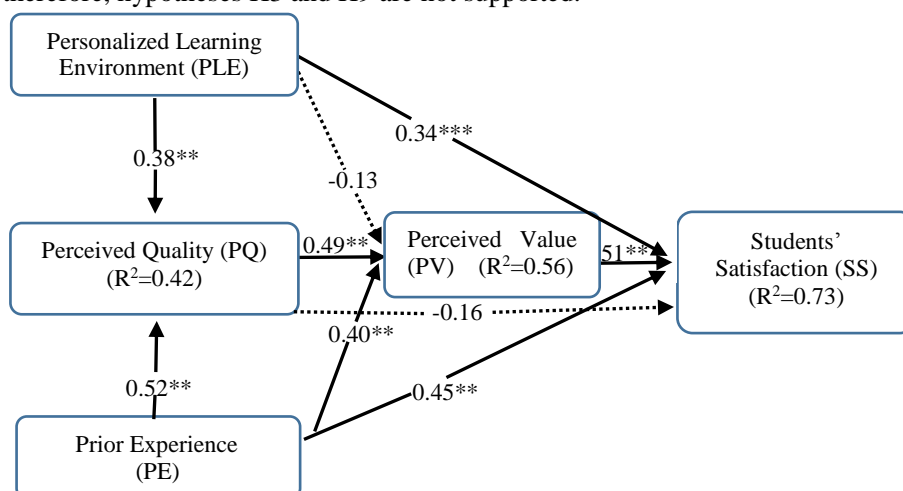 therefore, hypotheses H5 and H9 are not supported.
Personalized Learning
Environment (PLE)
0.34***
0.38**
-0.13
Perceived Quality (PQ)
(R²=0.42)
0.49**
Perceived Value
(PV) (R²=0.56)
51**
Students’
Satisfaction (SS)
(R²=0.73)
-0.16
0.40**
0.52**
0.45**
Prior Experience
(PE)